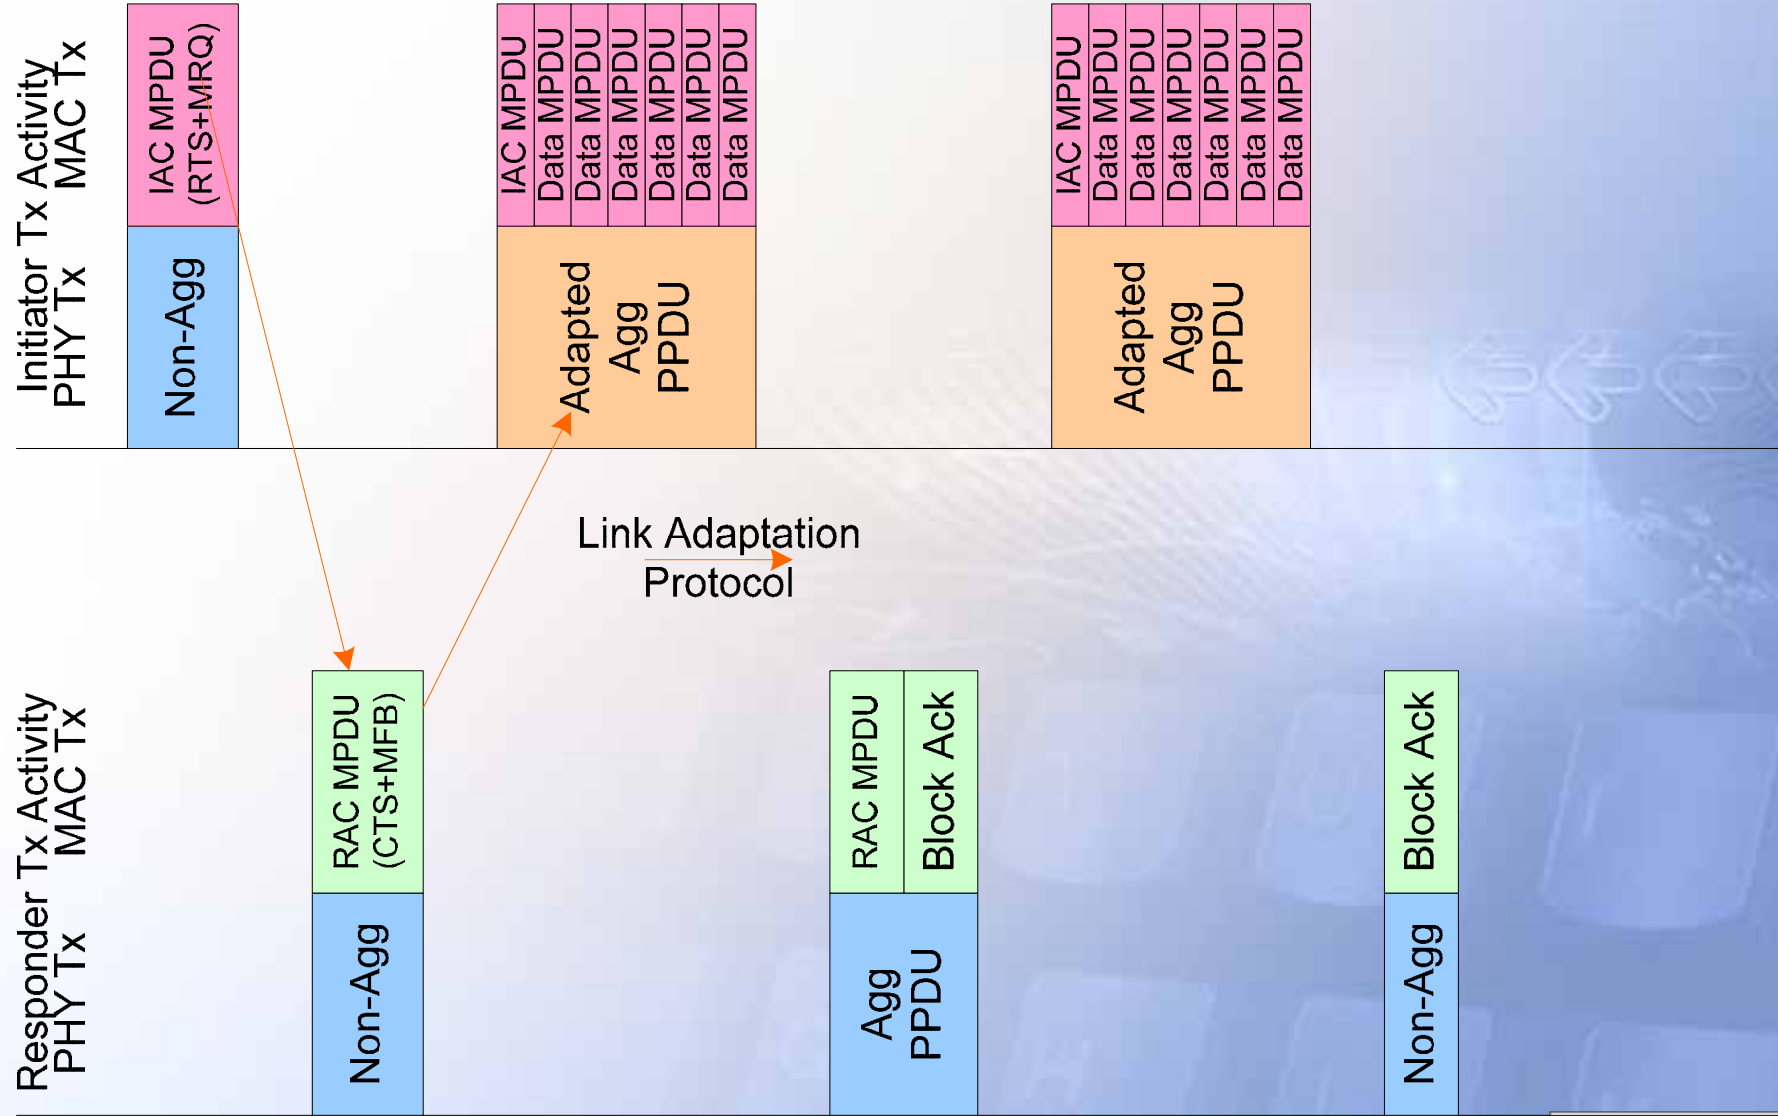 Initiator Tx Activity
MAC Tx
PHY Tx
IAC MPDU
(RTS+MRQ)
Non-Agg
IAC MPDU
Data MPDU
Data MPDU
Data MPDU
Data MPDU
Data MPDU
Data MPDU
Adapted
Agg
PPDU
IAC MPDU
Data MPDU
Data MPDU
Data MPDU
Data MPDU
Data MPDU
Data MPDU
Adapted
Agg
PPDU
Link Adaptation
Protocol
Responder Tx Activity
MAC Tx
PHY Tx
RAC MPDU
(CTS+MFB)
Non-Agg
RAC MPDU
Block Ack
Agg
PPDU
Block Ack
Non-Agg